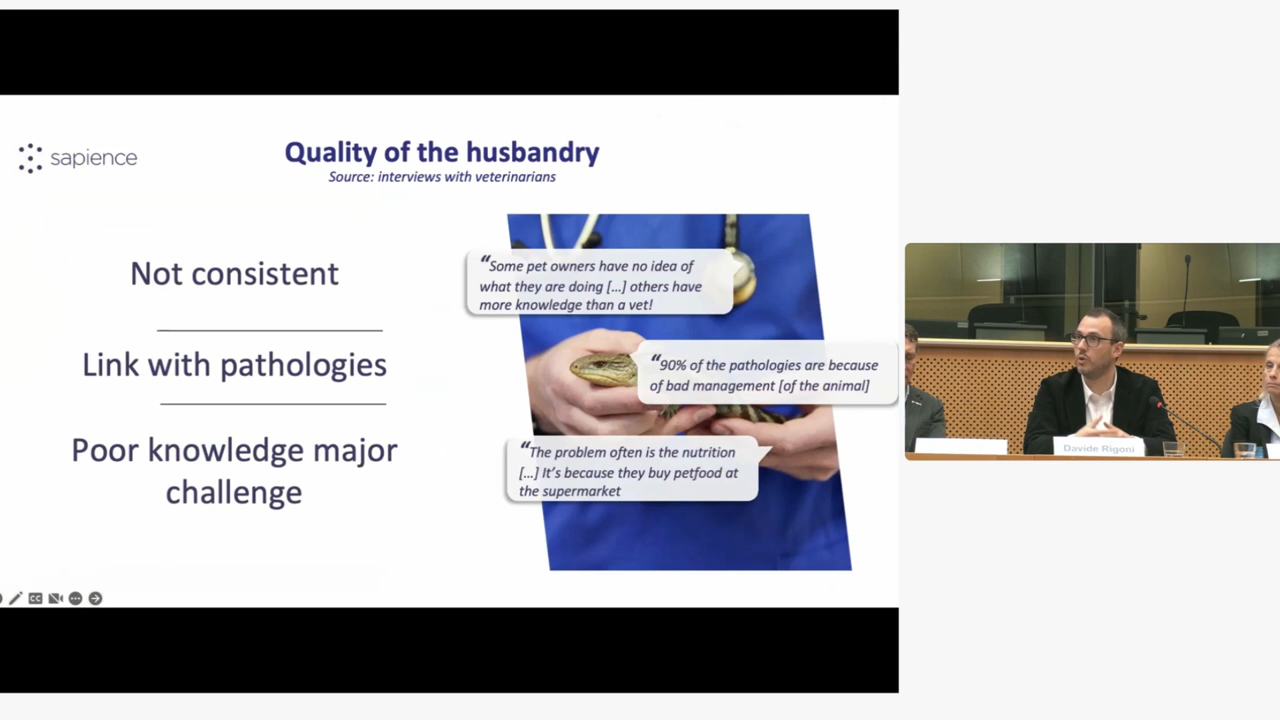 sapience
Quality of the husbandry
Source: interviews with veterinarians
Not consistent
Link with pathologies
Poor knowledge major
challenge
“Some pet owners have no idea of
what they are doing […] others have
more knowledge than a vet!
“90% of the pathologies are because
of bad management [of the animal]
“The problem often is the nutrition
[…] It’s because they buy petfood at
the supermarket
CC
Davide Rigoni